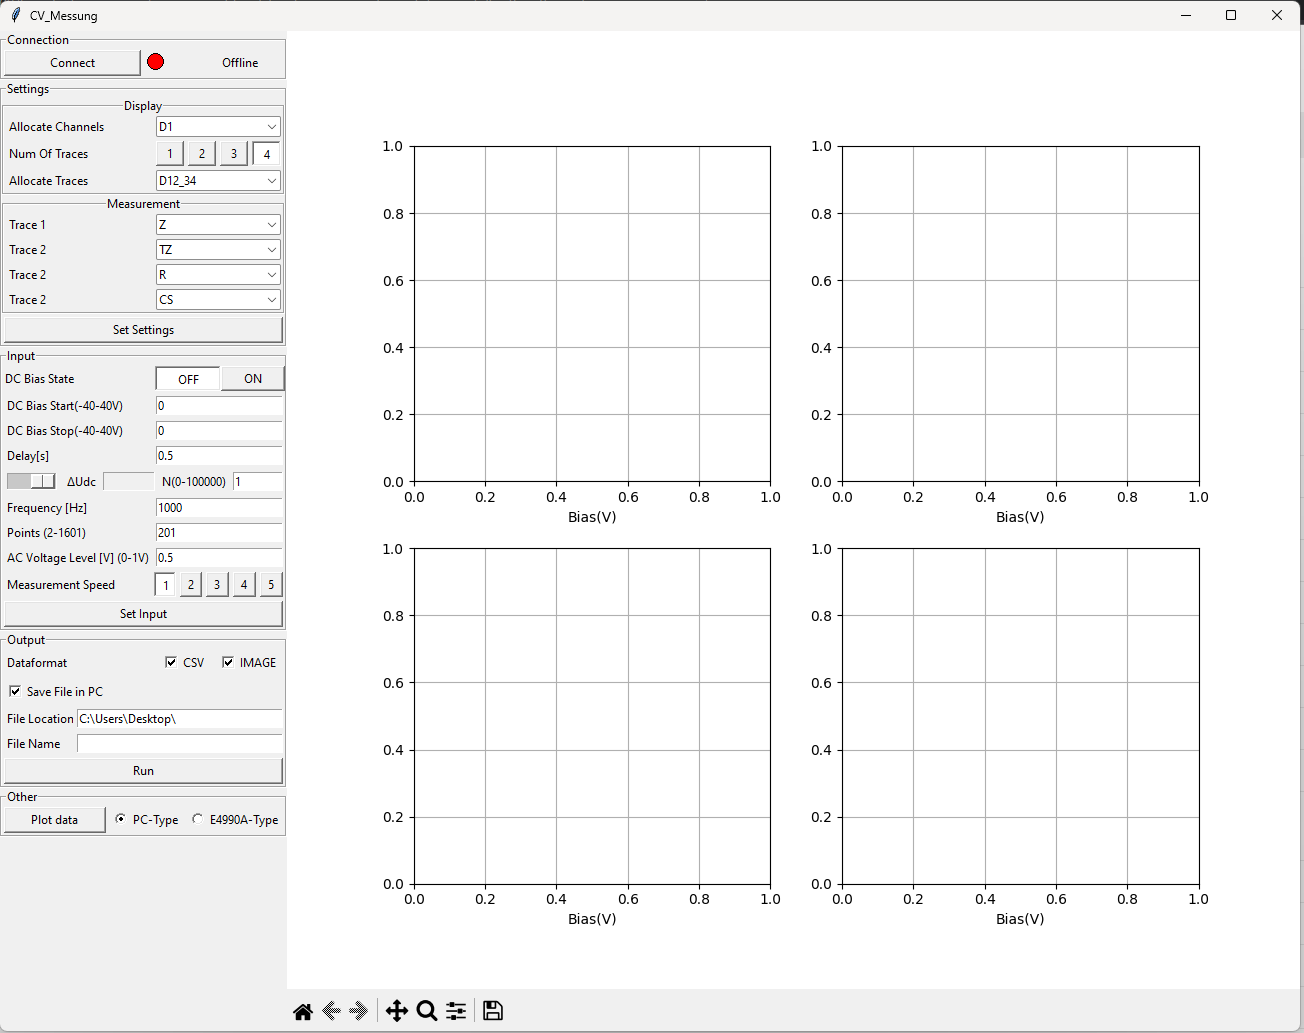 CV_Messung
Connection
Connect Offline
Settings
Display
Allocate Channels D1
Num Of Traces 1 2 3 4
Allocate Traces D12_34
Measurement
Trace 1 Z
Trace 2 TZ
Trace 2 R
Trace 2 CS
Set Settings
Input
DC Bias State OFF ON
DC Bias Start(-40-40V) 0
DC Bias Stop(-40-40V) 0
Delay[s] 0.5
ΔUdc N(0-100000) 1
Frequency [Hz] 1000
Points (2-1601) 201
AC Voltage Level [V] (0-1V) 0.5
Measurement Speed 1 2 3 4 5
Set Input
Output
Dataformat CSV IMAGE
Save File in PC
File Location C:\Users\Desktop\
File Name
Run
Other
Plot data PC-Type E4990A-Type
1.0
0.8
0.6
0.4
0.2
0.0
0.0 0.2 0.4 0.6 0.8 1.0
Bias(V)
1.0
0.8
0.6
0.4
0.2
0.0
0.0 0.2 0.4 0.6 0.8 1.0
Bias(V)
1.0
0.8
0.6
0.4
0.2
0.0
0.0 0.2 0.4 0.6 0.8 1.0
Bias(V)
1.0
0.8
0.6
0.4
0.2
0.0
0.0 0.2 0.4 0.6 0.8 1.0
Bias(V)